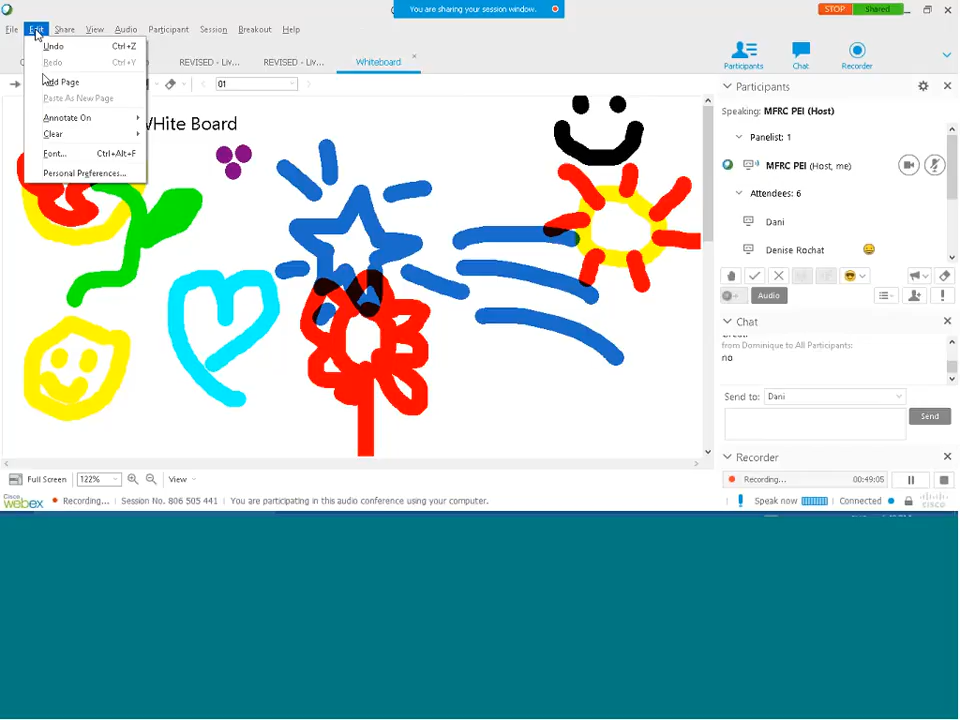 You are sharing your session window.
STOP
Shared
File Edit Share View Audio Participant Session Breakout Help
REVISED - Liv...
REVISED - Liv...
Whiteboard
Participants Chat Recorder
Undo Ctrl+Z
Redo Ctrl+Y
Add Page
Paste As New Page
Annotate On
Clear
Font... Ctrl+Alt+F
Personal Preferences...
01
White Board
Participants
Speaking: MFRC PEI (Host)
Panelist: 1
MFRC PEI (Host, me)
Attendees: 6
Dani
Denise Rochat
Audio
Chat
from Dominique to All Participants:
no
Send to: Dani
Send
Recorder
Recording... 00:49:05
Full Screen 122% View
Cisco
webex
Recording... Session No. 806 505 441 You are participating in this audio conference using your computer.
Speak now Connected
CISCO